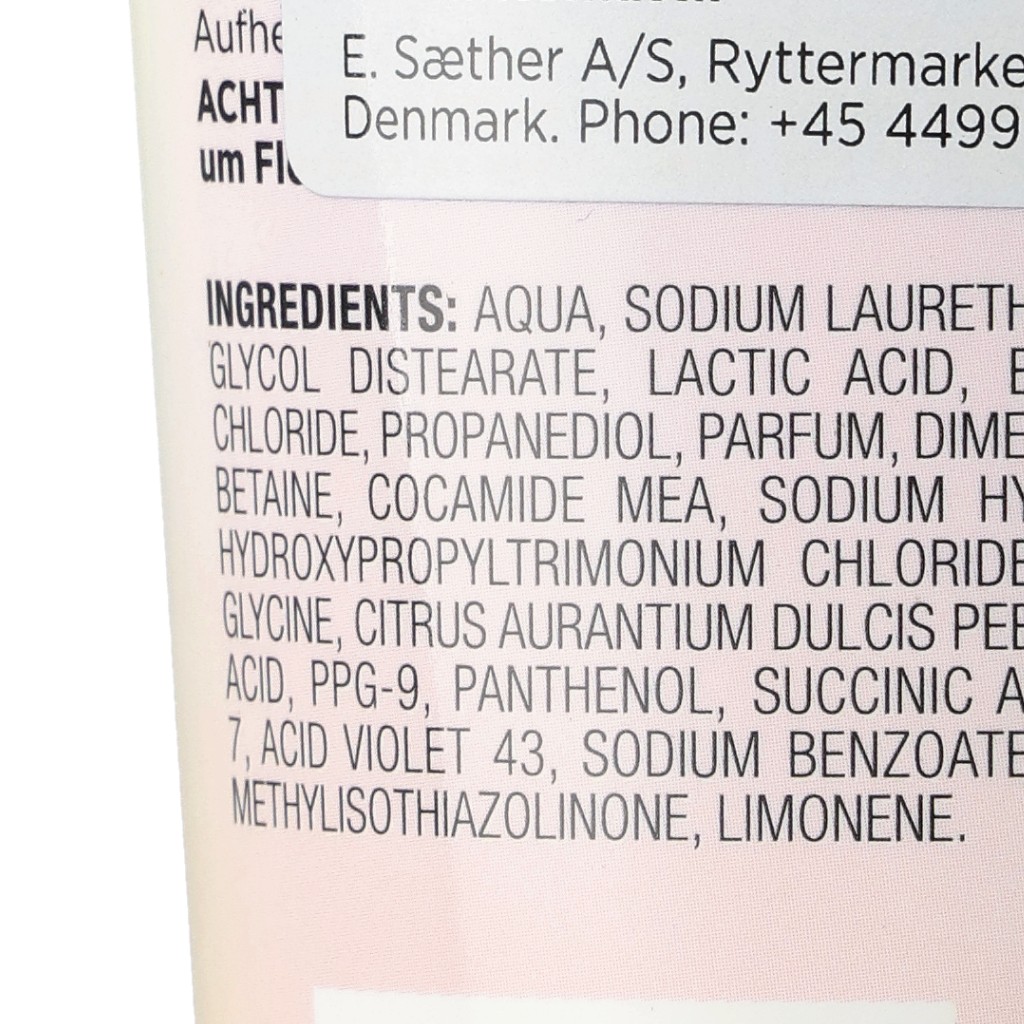 Aufhe
ACHT
um Fl
E. Sæther A/S, Ryttermarke
Denmark. Phone: +45 4499
INGREDIENTS: AQUA, SODIUM LAURETH
GLYCOL DISTEARATE, LACTIC ACID,
CHLORIDE, PROPANEDIOL, PARFUM, DIME
BETAINE, COCAMIDE MEA, SODIUM HY
HYDROXYPROPYLTRIMONIUM CHLORIDE
GLYCINE, CITRUS AURANTIUM DULCIS PEE
ACID, PPG-9, PANTHENOL, SUCCINIC A
7, ACID VIOLET 43, SODIUM BENZOATE
METHYLISOTHIAZOLINONE, LIMONENE.